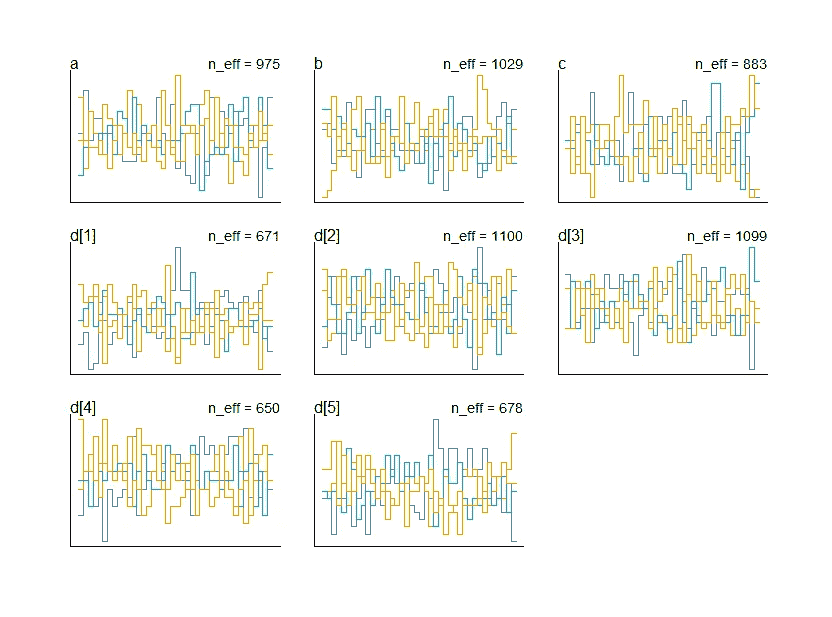 a n_eff = 975
b n_eff = 1029
c n_eff = 883
d[1] n_eff = 671
d[2] n_eff = 1100
d[3] n_eff = 1099
d[4] n_eff = 650
d[5] n_eff = 678